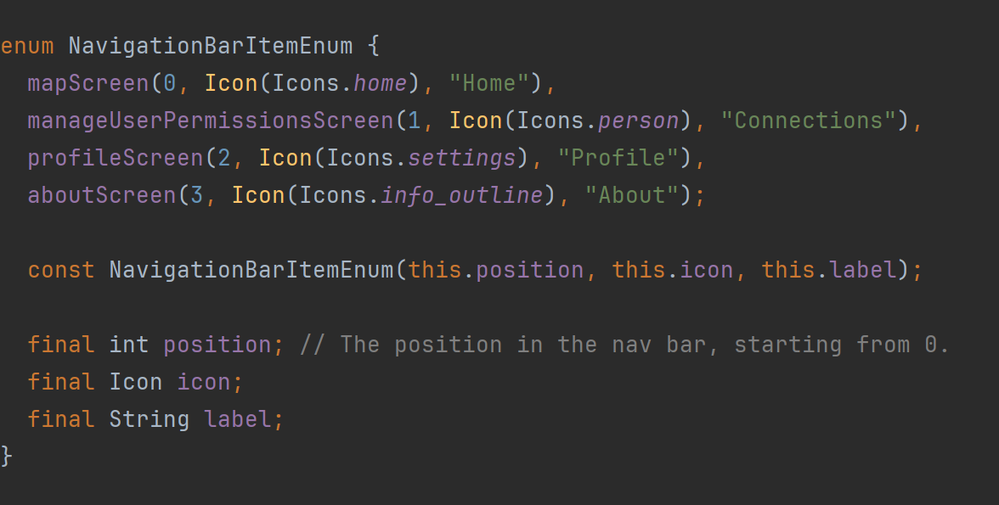 enum NavigationBarItemEnum {
  mapScreen(0, Icon(Icons.home), "Home"),
  manageUserPermissionsScreen(1, Icon(Icons.person), "Connections"),
  profileScreen(2, Icon(Icons.settings), "Profile"),
  aboutScreen(3, Icon(Icons.info_outline), "About");
  const NavigationBarItemEnum(this.position, this.icon, this.label);
  final int position; // The position in the nav bar, starting from 0.
  final Icon icon;
  final String label;
}